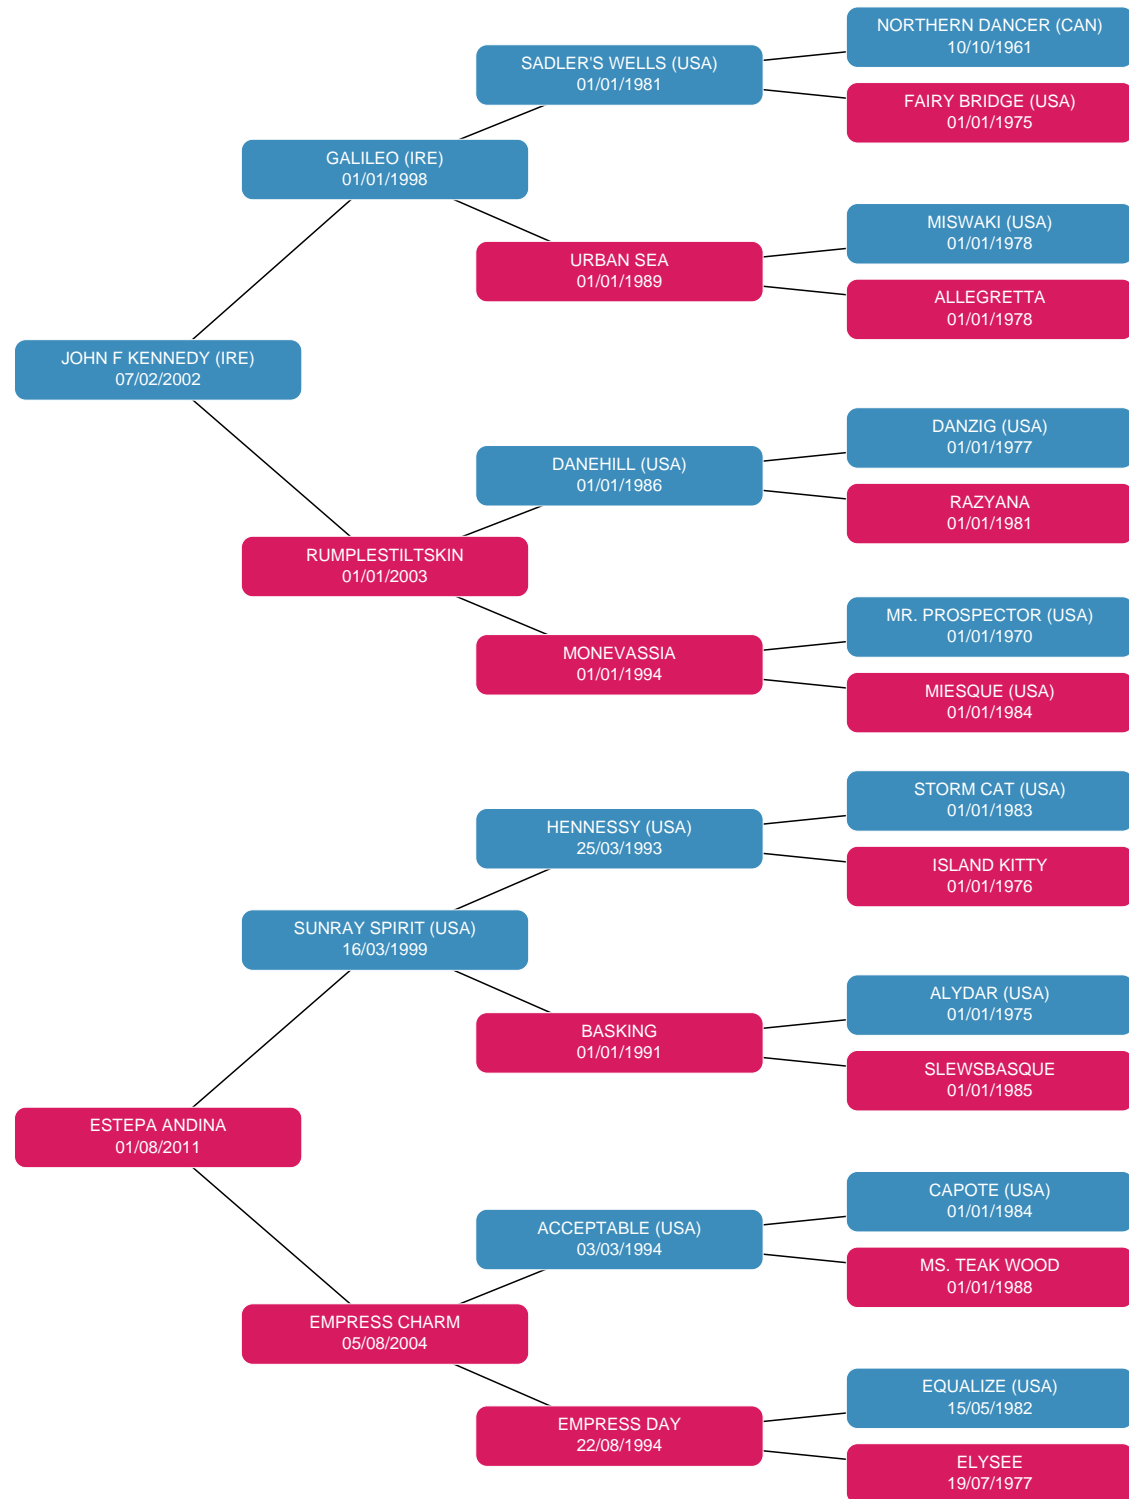 NORTHERN DANCER (CAN)
10/10/1961
SADLER'S WELLS (USA)
01/01/1981
FAIRY BRIDGE (USA)
01/01/1975
GALILEO (IRE)
01/01/1998
MISWAKI (USA)
01/01/1978
URBAN SEA
01/01/1989
ALLEGRETTA
01/01/1978
JOHN F KENNEDY (IRE)
07/02/2002
DANZIG (USA)
01/01/1977
DANEHILL (USA)
01/01/1986
RAZYANA
01/01/1981
RUMPLESTILTSKIN
01/01/2003
MR. PROSPECTOR (USA)
01/01/1970
MONEVASSIA
01/01/1994
MIESQUE (USA)
01/01/1984
STORM CAT (USA)
01/01/1983
HENNESSY (USA)
25/03/1993
ISLAND KITTY
01/01/1976
SUNRAY SPIRIT (USA)
16/03/1999
ALYDAR (USA)
01/01/1975
BASKING
01/01/1991
SLEWSBASQUE
01/01/1985
ESTEPA ANDINA
01/08/2011
CAPOTE (USA)
01/01/1984
ACCEPTABLE (USA)
03/03/1994
MS. TEAK WOOD
01/01/1988
EMPRESS CHARM
05/08/2004
EQUALIZE (USA)
15/05/1982
EMPRESS DAY
22/08/1994
ELYSEE
19/07/1977